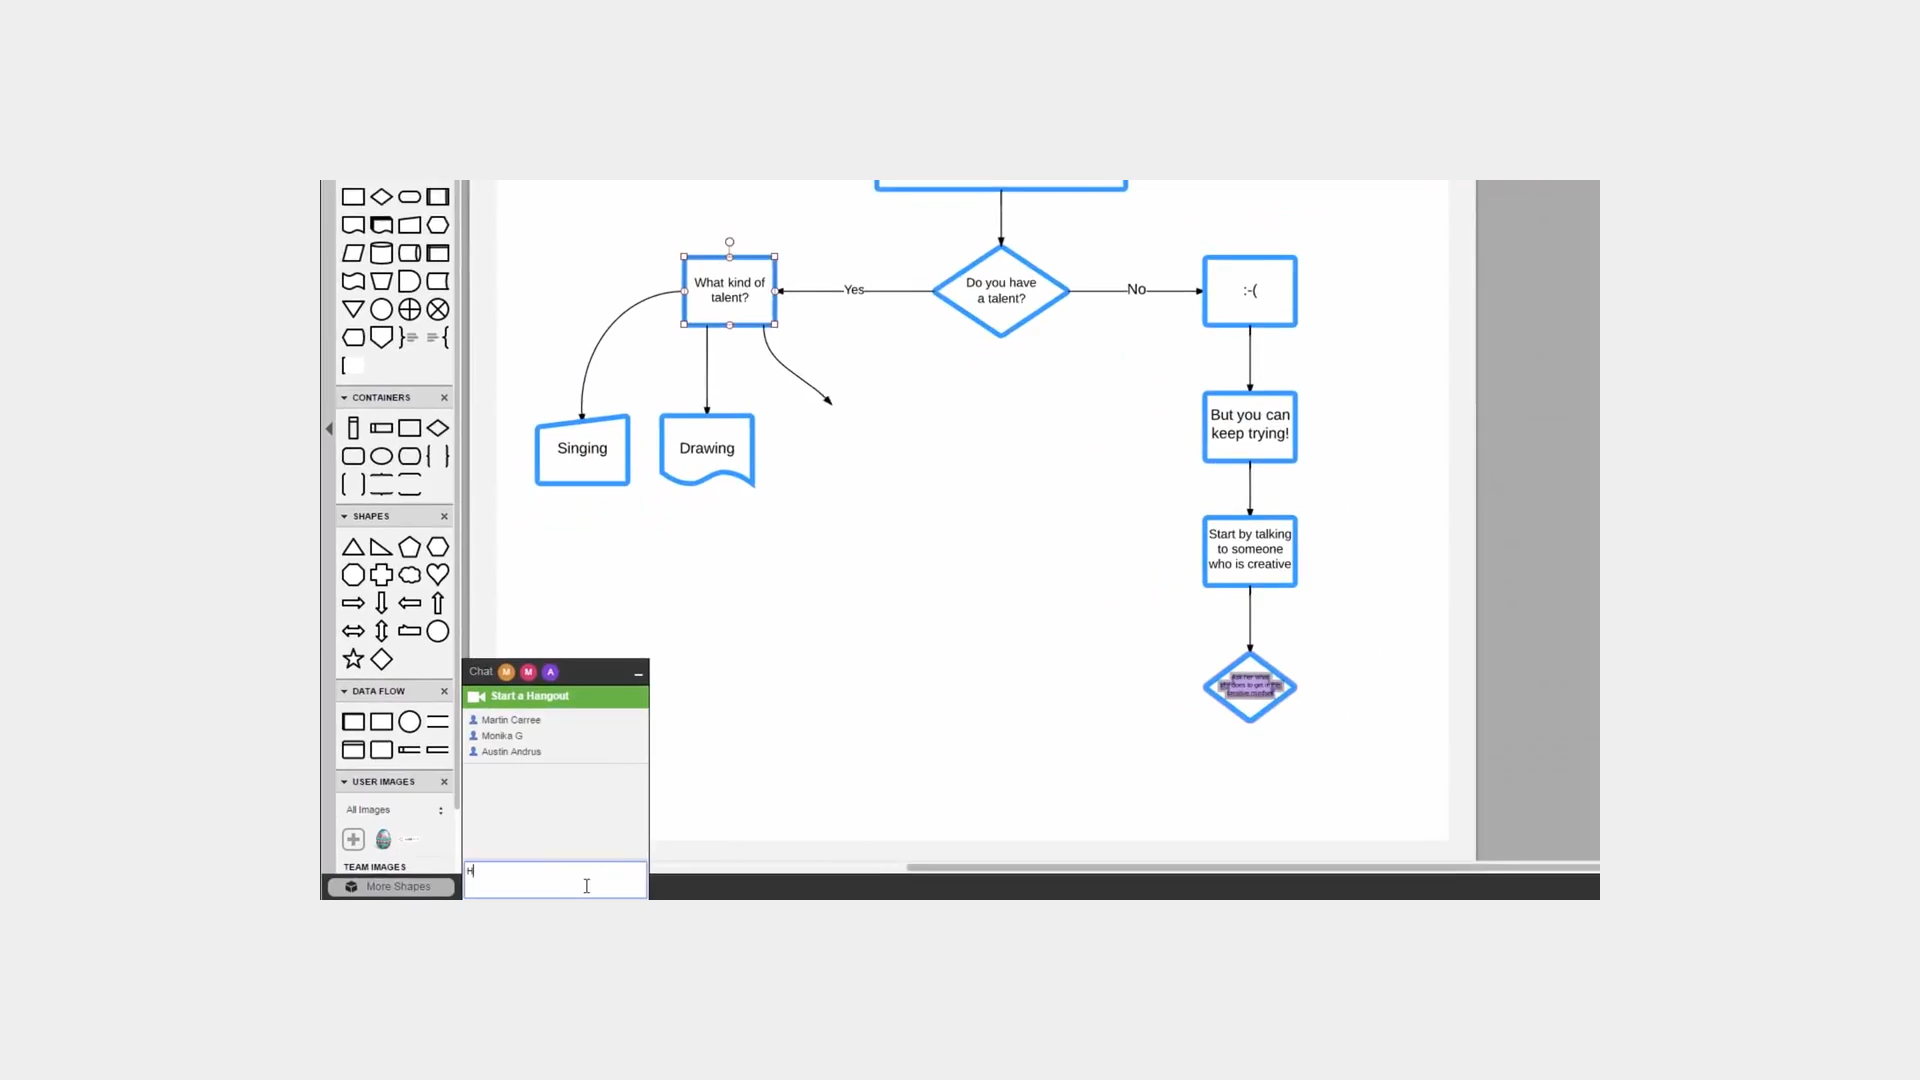 What kind of
talent?
Yes
Do you have
a talent?
No
:-(
Singing
Drawing
But you can
keep trying!
Start by talking
to someone
who is creative
CONTAINERS
SHAPES
DATA FLOW
USER IMAGES
All Images
TEAM IMAGES
More Shapes
Chat M M A
Start a Hangout
Martin Carree
Monika G
Austin Andrus
H